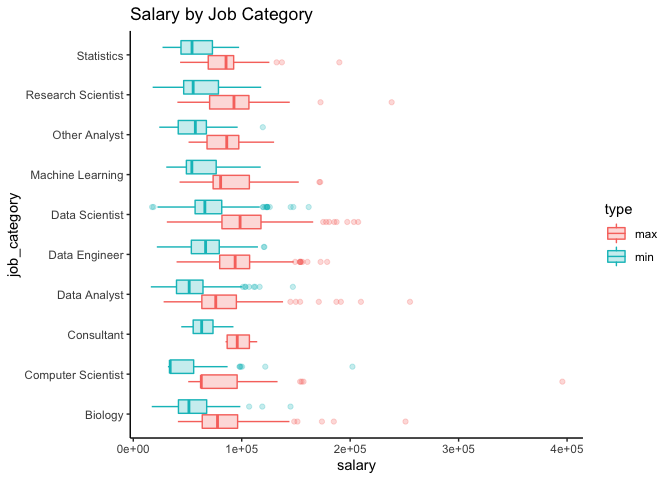 Salary by Job Category
job_category
Statistics
Research Scientist
Other Analyst
Machine Learning
Data Scientist
Data Engineer
Data Analyst
Consultant
Computer Scientist
Biology
0e+00 1e+05 2e+05 3e+05 4e+05
salary
type
max
min